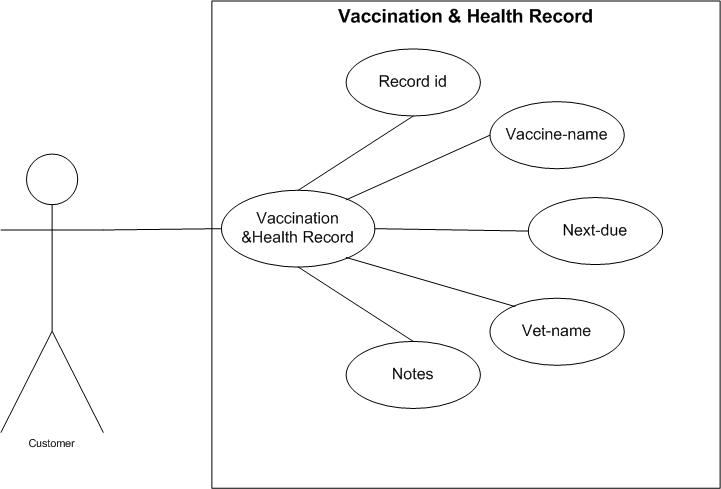 Vaccination & Health Record
Record id
Vaccine-name
Vaccination
&Health Record
Next-due
Vet-name
Notes
Customer